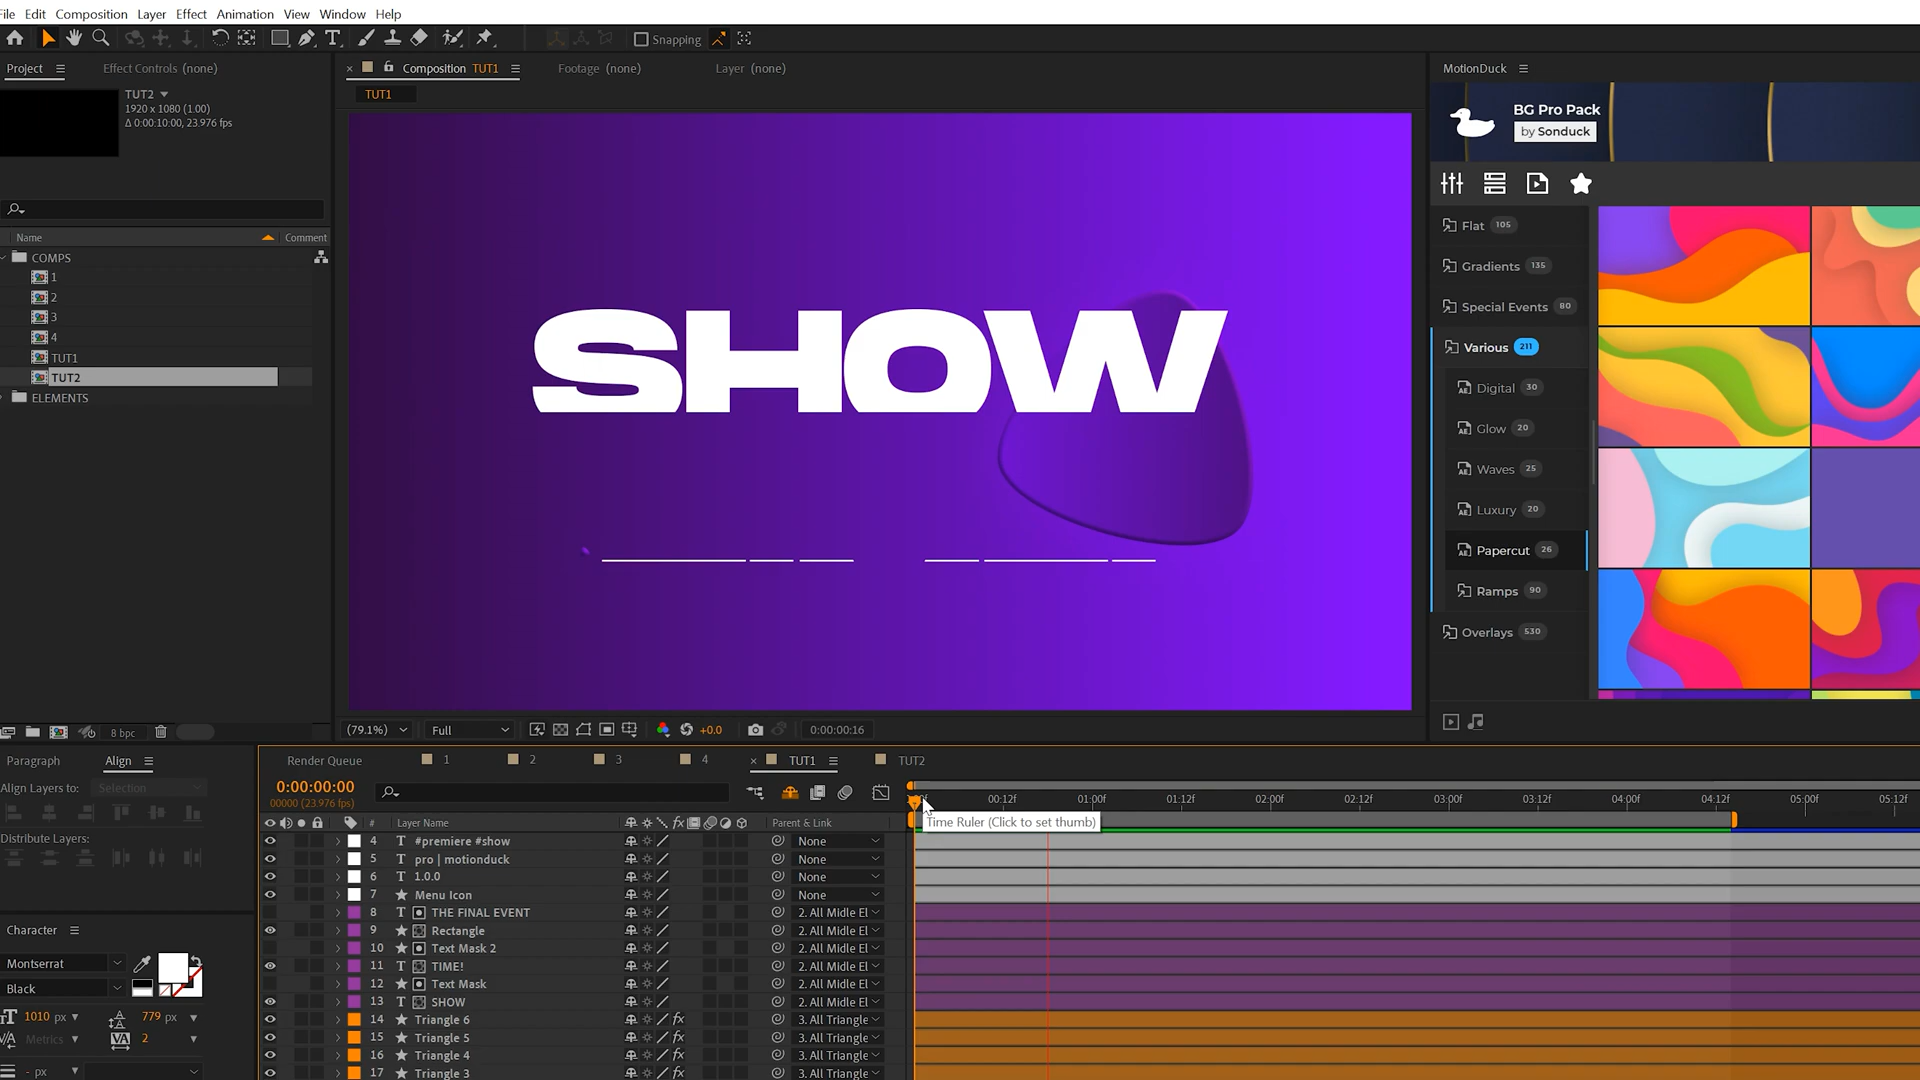 File Edit Composition Layer Effect Animation View Window Help
Snapping
Project
Effect Controls (none)
Composition TUT1
Footage (none)
Layer (none)
MotionDuck
TUT2
1920 x 1080 (1.00)
Δ 0:00:10:00, 23.976 fps
TUT1
BG Pro Pack
by Sonduck
Name
Comment
COMPS
1
2
3
4
TUT1
TUT2
ELEMENTS
SHOW
Flat 105
Gradients 135
Special Events 80
Various 211
Digital 30
Glow 20
Waves 25
Luxury 20
Papercut 26
Ramps 90
Overlays 530
8 bpc
(79.1%)
Full
+0.0
0:00:00:16
Paragraph
Align
Align Layers to: Selection
Distribute Layers:
Render Queue
1
2
3
4
TUT1
TUT2
0:00:00:00
00000 (23.976 fps)
00:12f 01:00f 01:12f 02:00f 02:12f 03:00f 03:12f 04:00f 04:12f 05:00f 05:12f
Time Ruler (Click to set thumb)
# Layer Name
fx
Parent & Link
4 T #premiere #show None
5 T pro | motionduck None
6 T 1.0.0 None
7 Menu Icon None
8 T THE FINAL EVENT 2. All Midle El
9 Rectangle 2. All Midle El
10 Text Mask 2 2. All Midle El
11 T TIME! 2. All Midle El
12 Text Mask 2. All Midle El
13 T SHOW 2. All Midle El
14 Triangle 6 fx 3. All Triangle
15 Triangle 5 fx 3. All Triangle
16 Triangle 4 fx 3. All Triangle
17 Triangle 3 fx 3. All Triangle
Character
Montserrat
Black
1010 px
779 px
Metrics
2
- px